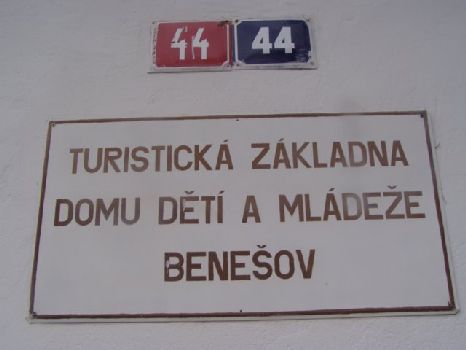 44 44
TURISTICKÁ ZÁKLADNA
DOMU DĚTÍ A MLÁDEŽE
BENEŠOV